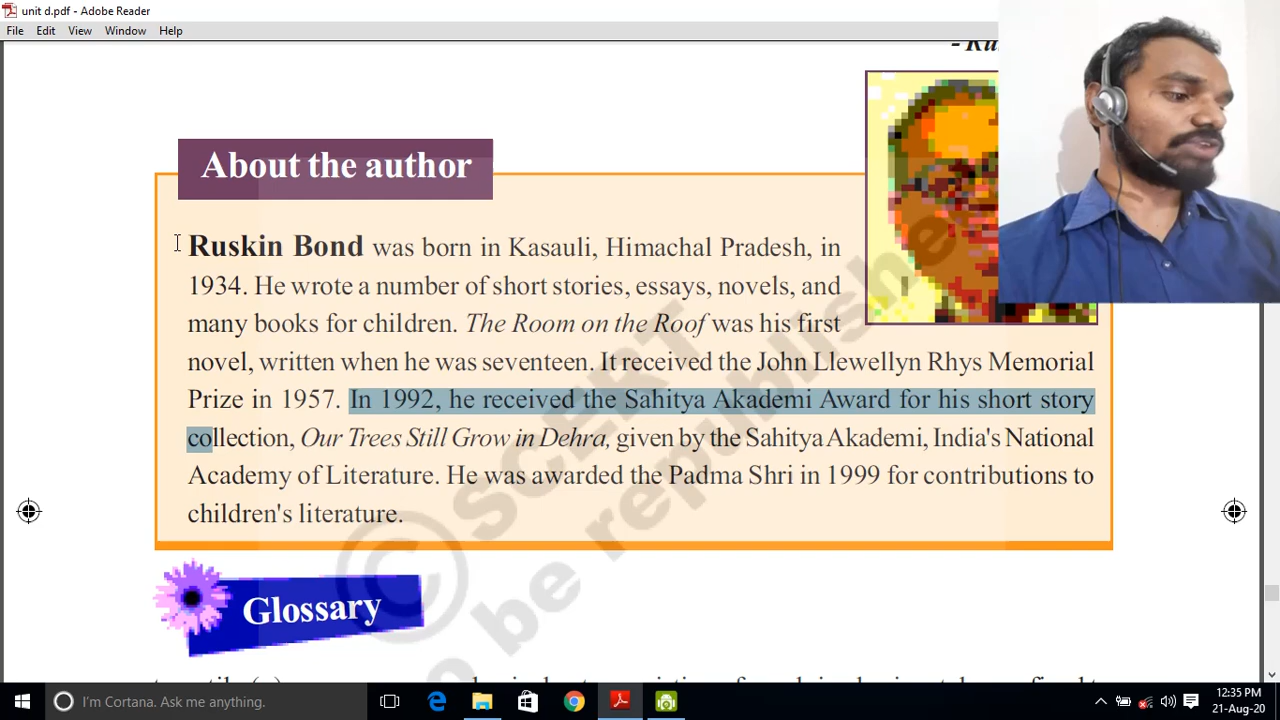 unit d.pdf - Adobe Reader
File Edit View Window Help
About the author
Ruskin Bond was born in Kasauli, Himachal Pradesh, in
1934. He wrote a number of short stories, essays, novels, and
many books for children. The Room on the Roof was his first
novel, written when he was seventeen. It received the John Llewellyn Rhys Memorial
Prize in 1957. In 1992, he received the Sahitya Akademi Award for his short story
collection, Our Trees Still Grow in Dehra, given by the Sahitya Akademi, India's National
Academy of Literature. He was awarded the Padma Shri in 1999 for contributions to
children's literature.
©SCERT
o be republishe
Glossary
I'm Cortana. Ask me anything.
12:35 PM
21-Aug-20